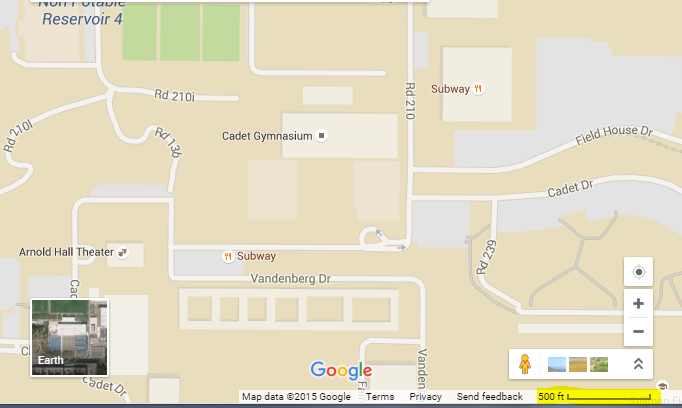 Non Potable
Reservoir 4
Subway
Rd 210i
Rd 210
Rd 210i
Rd 136
Cadet Gymnasium
Field House Dr
Cadet Dr
Arnold Hall Theater
Subway
Rd 239
Vandenberg Dr
Cad
Earth
Google
Vanden
Cadet Dr
Map data ©2015 Google Terms Privacy Send feedback 500 ft